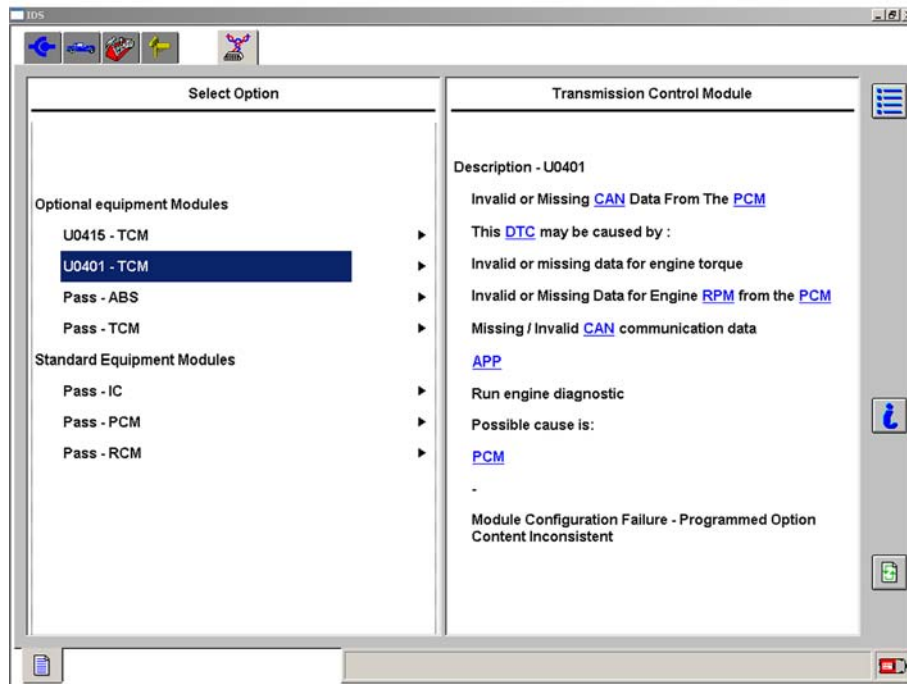 IDS
Select Option
Optional equipment Modules
U0415 - TCM
U0401 - TCM
Pass - ABS
Pass - TCM
Standard Equipment Modules
Pass - IC
Pass - PCM
Pass - RCM
Transmission Control Module
Description - U0401
Invalid or Missing CAN Data From The PCM
This DTC may be caused by :
Invalid or missing data for engine torque
Invalid or Missing Data for Engine RPM from the PCM
Missing / Invalid CAN communication data
APP
Run engine diagnostic
Possible cause is:
PCM
-
Module Configuration Failure - Programmed Option
Content Inconsistent